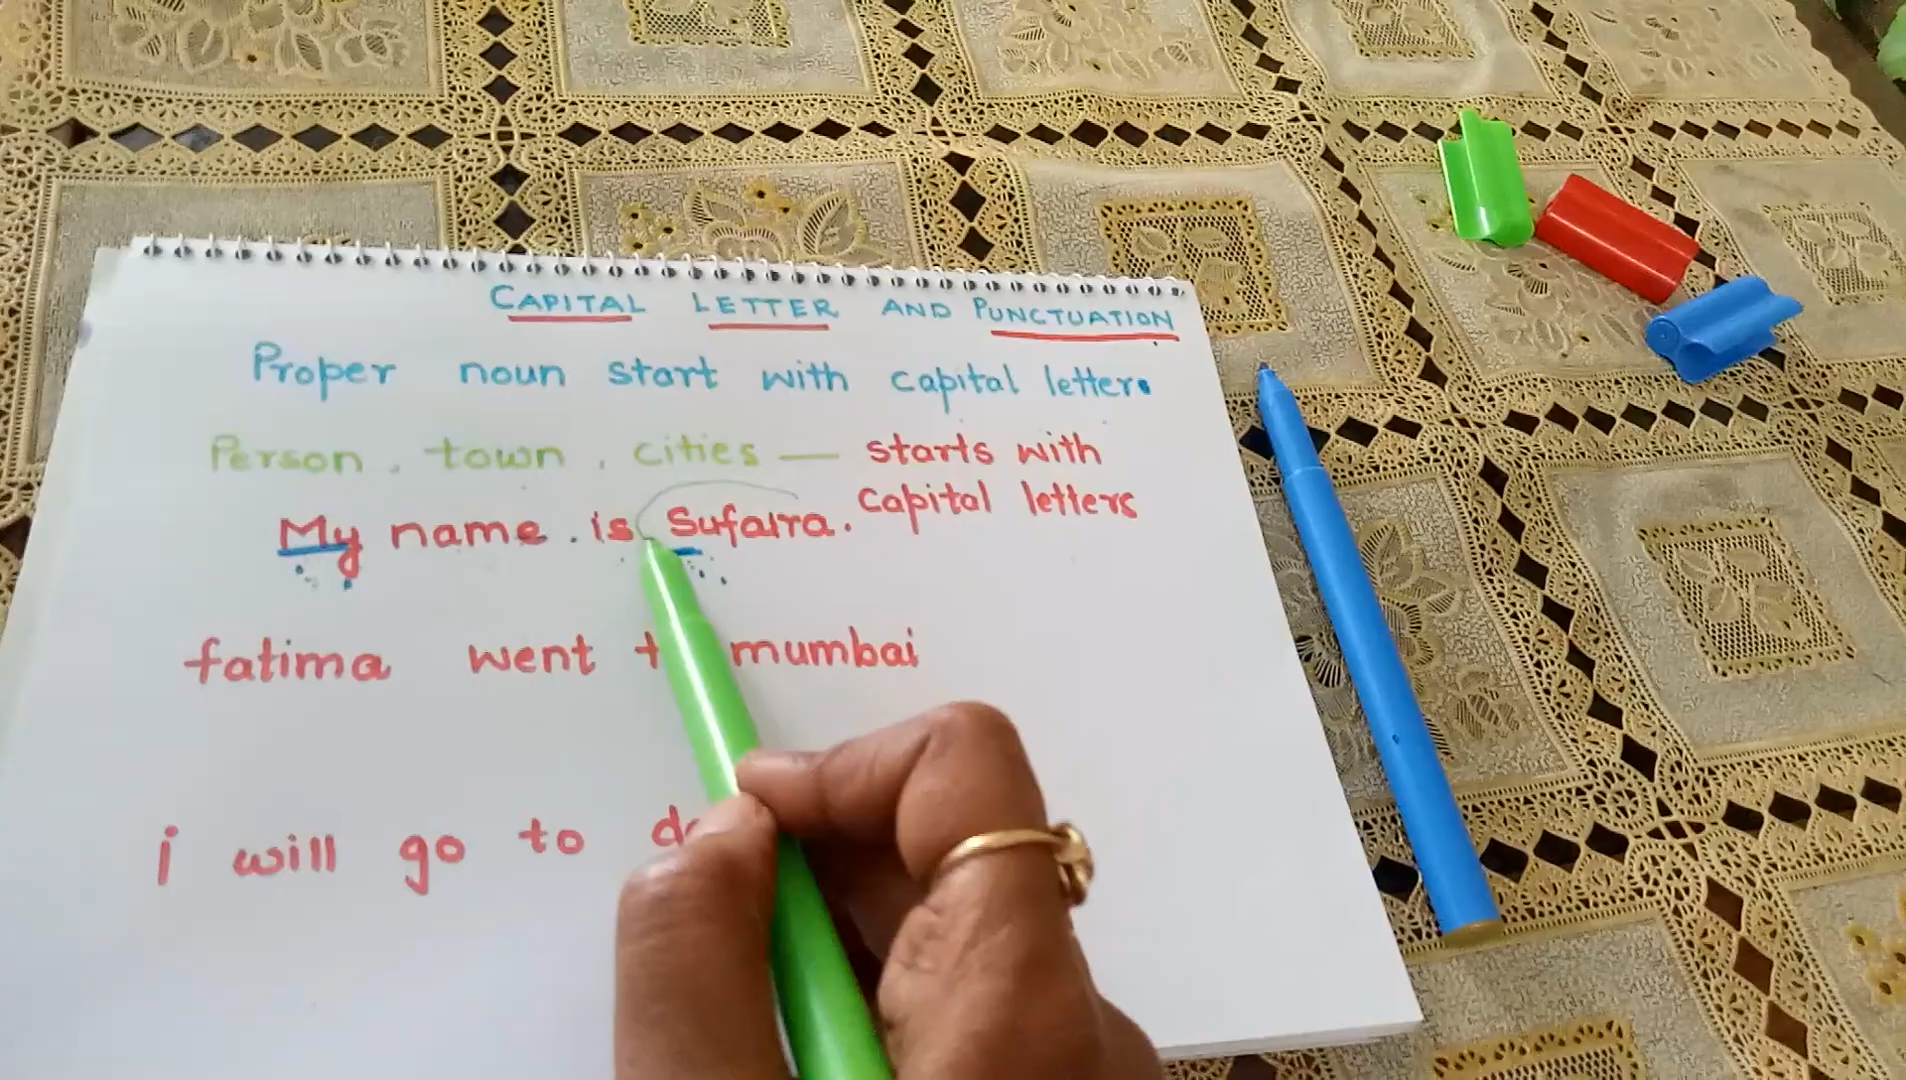 CAPITAL LETTER AND PUNCTUATION
Proper noun start with capital letter.
Person, town, cities — starts with
capital letters
My name is Sufaira.
fatima went to mumbai
i will go to